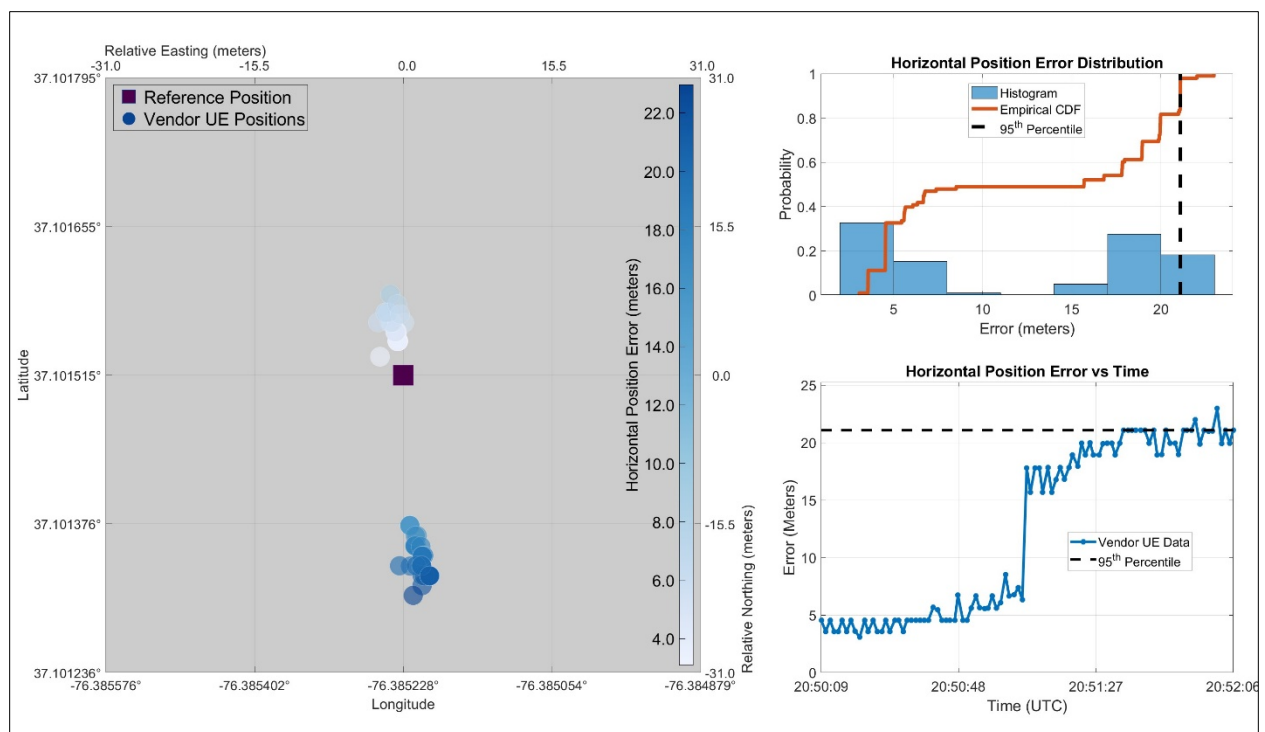 Relative Easting (meters)
-31.0 -15.5 0.0 15.5 31.0
37.101795° 31.0
Reference Position
Vendor UE Positions
22.0
20.0
18.0
37.101655° 15.5
16.0
14.0
Horizontal Position Error (meters)
Latitude
37.101515° 0.0
12.0
10.0
8.0
37.101376° -15.5
6.0
4.0
Relative Northing (meters)
37.101236° -31.0
-76.385576° -76.385402° -76.385228° -76.385054° -76.384879°
Longitude
Horizontal Position Error Distribution
Histogram
Empirical CDF
95th Percentile
1
0.8
0.6
0.4
0.2
0
Probability
5 10 15 20
Error (meters)
Horizontal Position Error vs Time
25
20
15
10
5
0
Error (Meters)
Vendor UE Data
95th Percentile
20:50:09 20:50:48 20:51:27 20:52:06
Time (UTC)